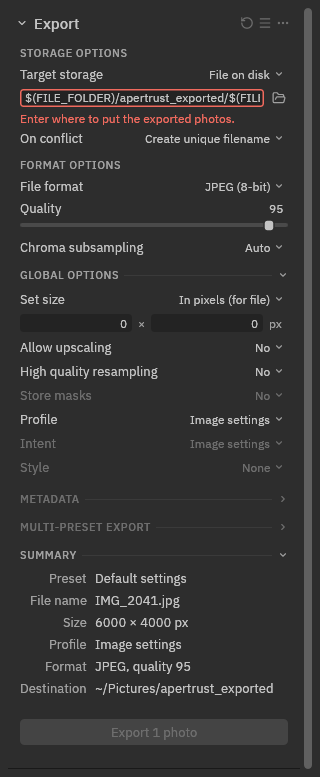 Export
STORAGE OPTIONS
Target storage File on disk
$(FILE_FOLDER)/apertrust_exported/$(FILI
Enter where to put the exported photos.
On conflict Create unique filename
FORMAT OPTIONS
File format JPEG (8-bit)
Quality 95
Chroma subsampling Auto
GLOBAL OPTIONS
Set size In pixels (for file)
0 × 0 px
Allow upscaling No
High quality resampling No
Store masks No
Profile Image settings
Intent Image settings
Style None
METADATA
MULTI-PRESET EXPORT
SUMMARY
Preset Default settings
File name IMG_2041.jpg
Size 6000 × 4000 px
Profile Image settings
Format JPEG, quality 95
Destination ~/Pictures/apertrust_exported
Export 1 photo